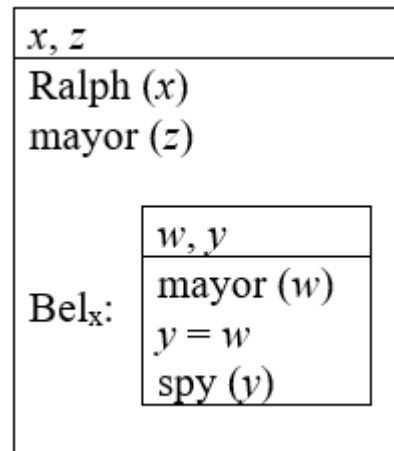 x, z
Ralph (x)
mayor (z)
w, y
mayor (w)
Belₓ:
y = w
spy (y)